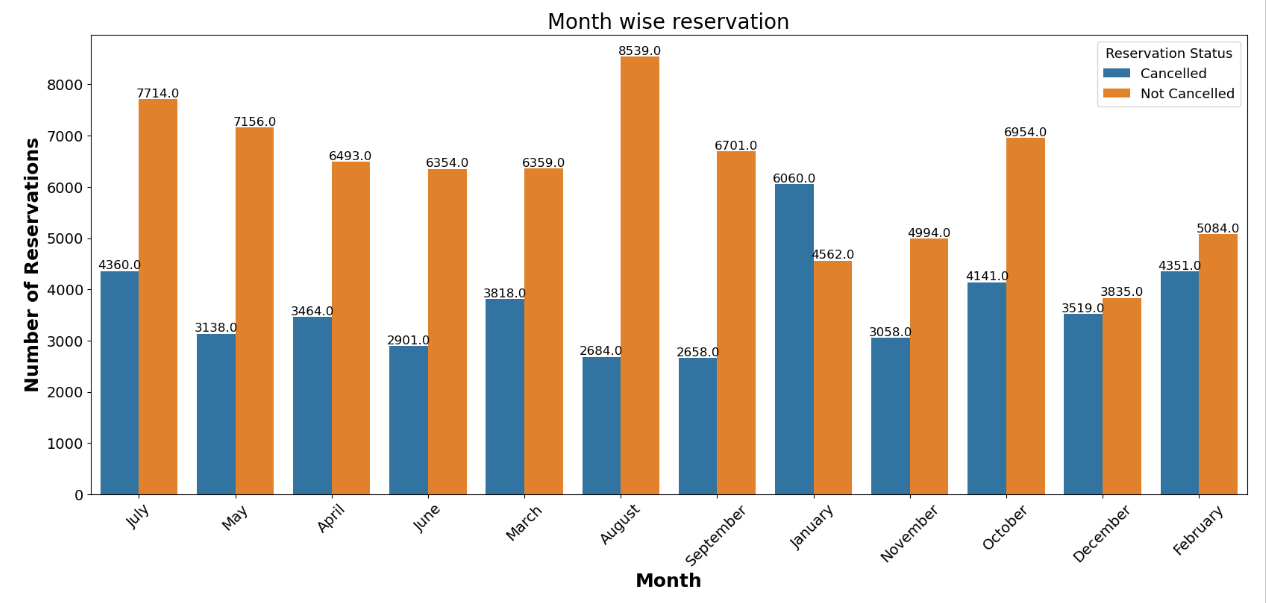 Month wise reservation
Number of Reservations
8000
7000
6000
5000
4000
3000
2000
1000
0
Reservation Status
Cancelled
Not Cancelled
4360.0
7714.0
3138.0
7156.0
3464.0
6493.0
2901.0
6354.0
3818.0
6359.0
2684.0
8539.0
2658.0
6701.0
6060.0
4562.0
3058.0
4994.0
4141.0
6954.0
3519.0
3835.0
4351.0
5084.0
July
May
April
June
March
August
September
January
November
October
December
February
Month